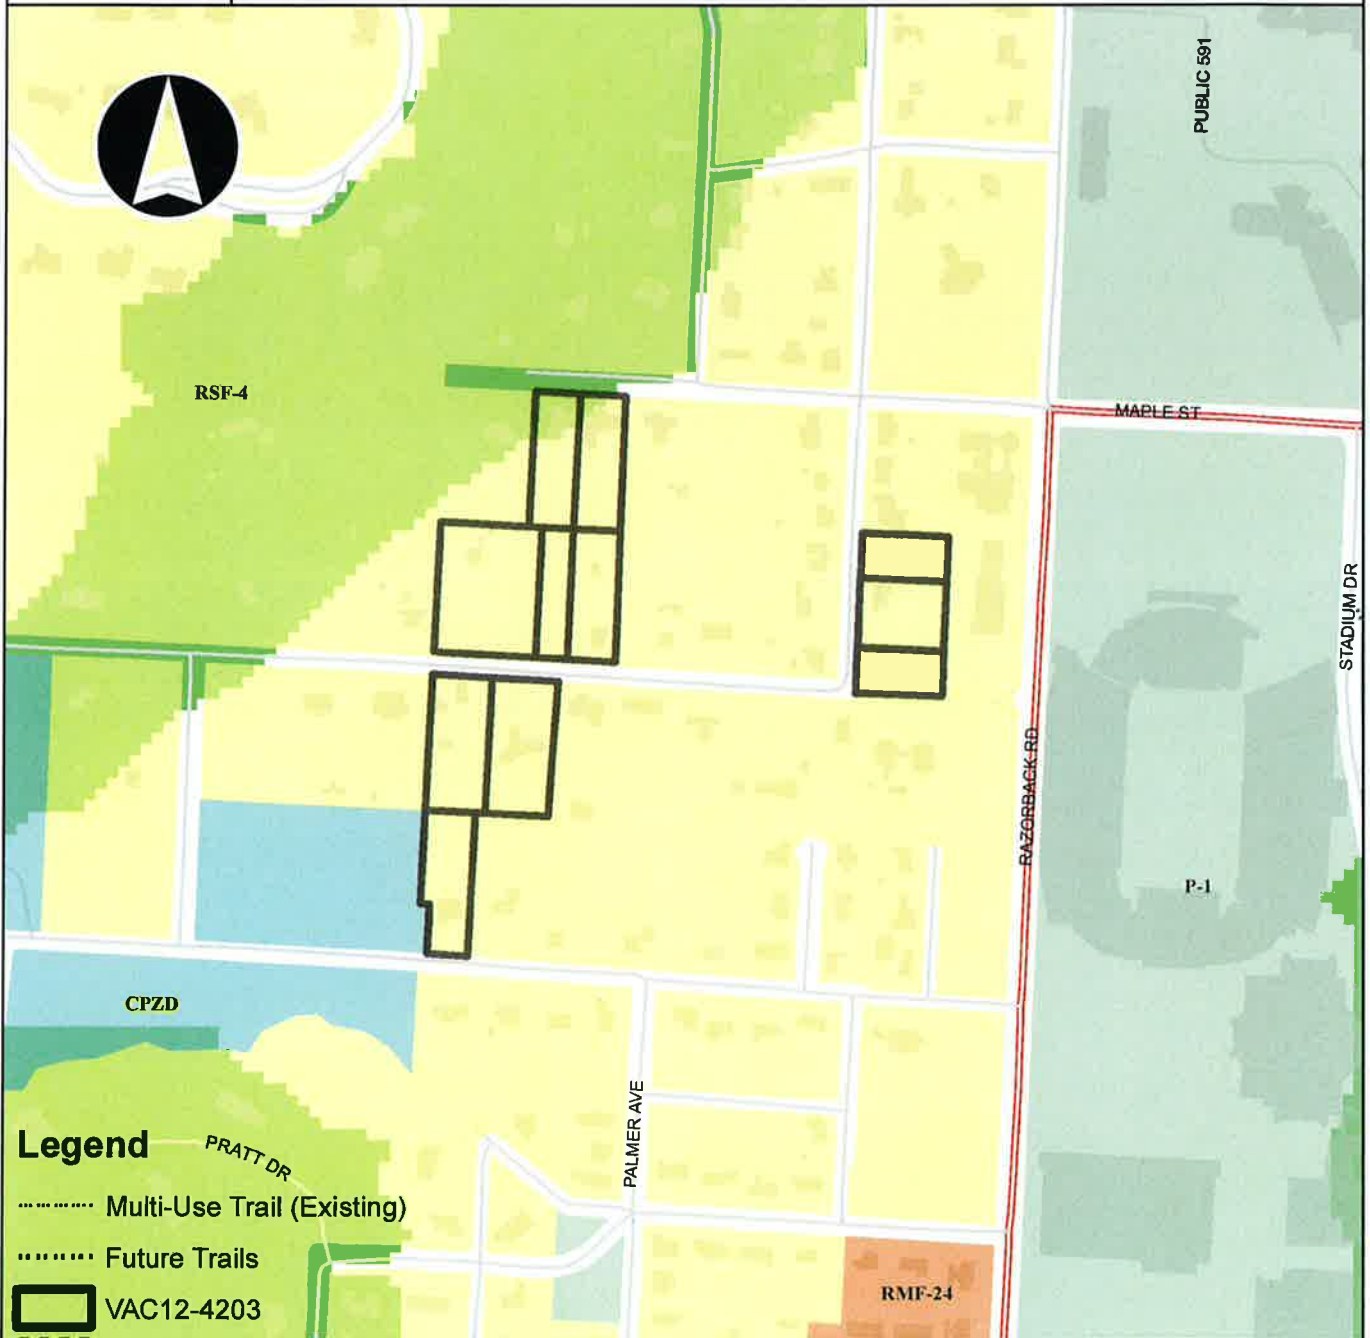 PUBLIC 591
RSF-4
MAPLE ST
STADIUM DR
RAZORBACK RD
P-1
CPZD
PALMER AVE
Legend
PRATT DR
Multi-Use Trail (Existing)
Future Trails
VAC12-4203
RMF-24